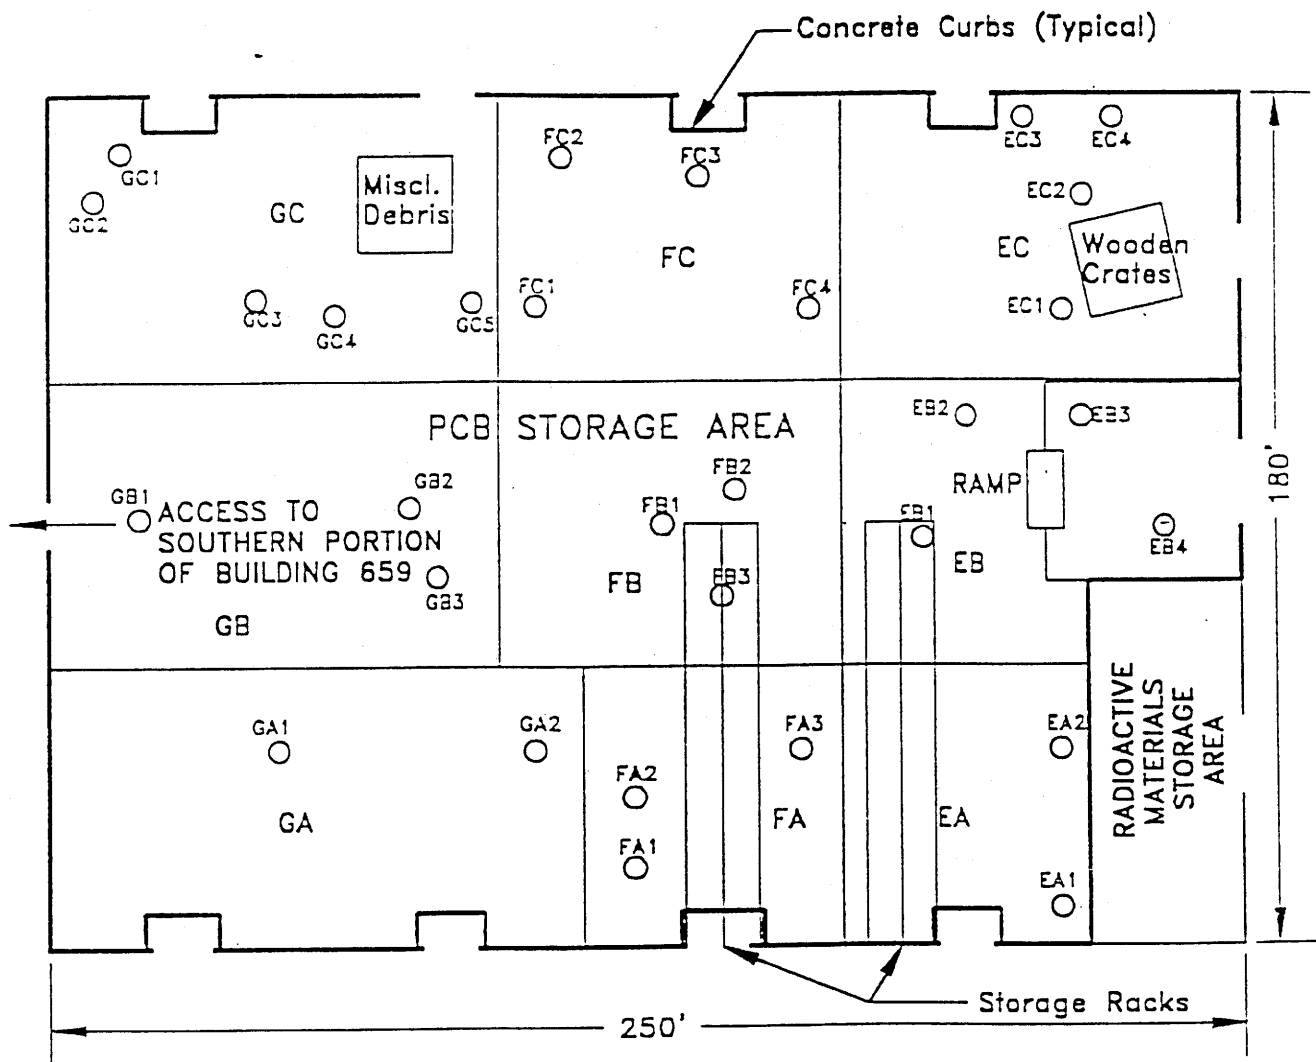 Concrete Curbs (Typical)
EC3
EC4
FC2
FC3
GC1
Miscl.
Debris
EC2
GC2
GC
FC
EC
Wooden
Crates
FC1
FC4
EC1
GC3
GC4
GC5
PCB STORAGE AREA
EB2
EB3
FB2
RAMP
180'
GB1
GB2
ACCESS TO
SOUTHERN PORTION
OF BUILDING 659
FB1
EB1
EB4
FB3
FB
EB
GB3
GB
RADIOACTIVE
MATERIALS
STORAGE
AREA
GA1
GA2
FA3
EA2
FA2
GA
FA
EA
FA1
EA1
Storage Racks
250'